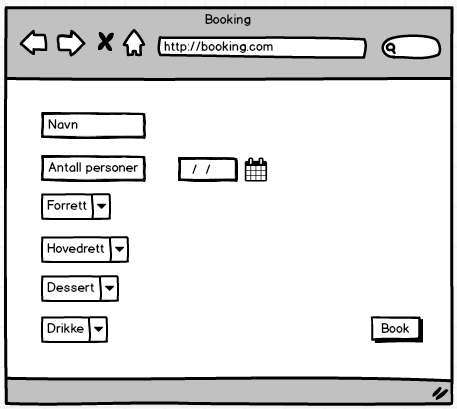 Booking
http://booking.com
Navn
Antall personer / /
Forrett
Hovedrett
Dessert
Drikke
Book